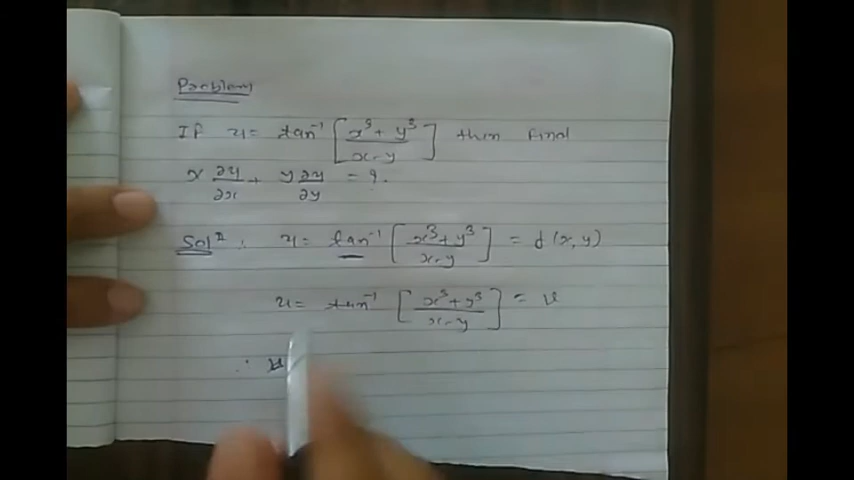 Problem
If u = tan⁻¹ [x³ + y³ / x - y] then find
x ∂u/∂x + y ∂u/∂y = ?.
Solⁿ : u = tan⁻¹ [x³ + y³ / x - y] = f(x, y)
u = tan⁻¹ [x³ + y³ / x - y] = u
∴